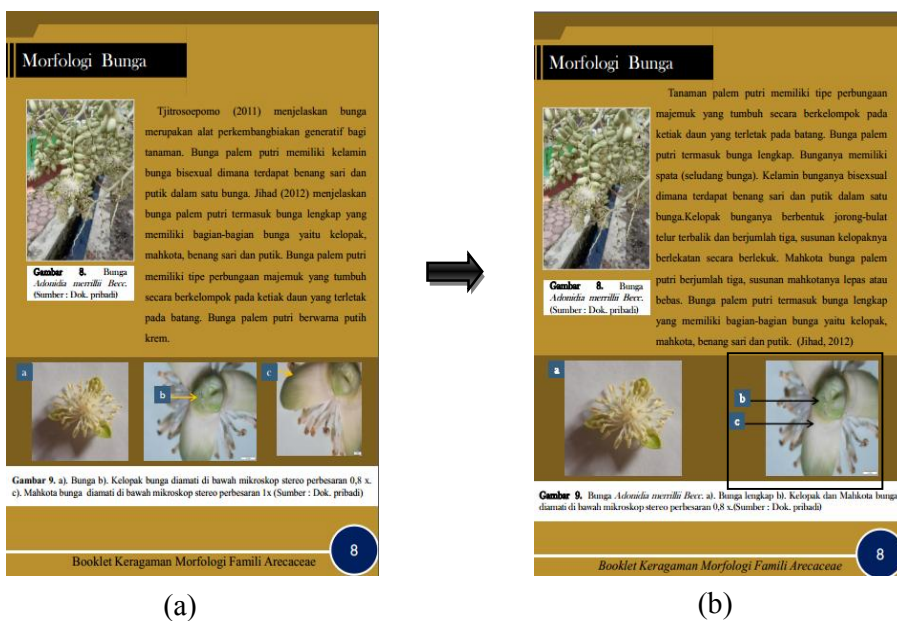 Morfologi Bunga
Tjitrosoepomo (2011) menjelaskan bunga
merupakan alat perkembangbiakan generatif bagi
tanaman. Bunga palem putri memiliki kelamin
bunga bisexual dimana terdapat benang sari dan
putik dalam satu bunga. Jihad (2012) menjelaskan
bunga palem putri termasuk bunga lengkap yang
memiliki bagian-bagian bunga yaitu kelopak,
mahkota, benang sari dan putik. Bunga palem putri
memiliki tipe perbungaan majemuk yang tumbuh
secara berkelompok pada ketiak daun yang terletak
pada batang. Bunga palem putri berwarna putih
krem.
Gambar 8. Bunga
Adonidia merrillii Becc.
(Sumber : Dok. pribadi)
a
b
c
Gambar 9. a). Bunga b). Kelopak bunga diamati di bawah mikroskop stereo perbesaran 0,8 x.
c). Mahkota bunga diamati di bawah mikroskop stereo perbesaran 1x (Sumber : Dok. pribadi)
Booklet Keragaman Morfologi Famili Arecaceae
8
(a)
Morfologi Bunga
Tanaman palem putri memiliki tipe perbungaan
majemuk yang tumbuh secara berkelompok pada
ketiak daun yang terletak pada batang. Bunga palem
putri termasuk bunga lengkap. Bunganya memiliki
spata (seludang bunga). Kelamin bunganya bisexsual
dimana terdapat benang sari dan putik dalam satu
bunga.Kelopak bunganya berbentuk jorong-bulat
telur terbalik dan berjumlah tiga, susunan kelopaknya
berlekatan secara berlekuk. Mahkota bunga palem
putri berjumlah tiga, susunan mahkotanya lepas atau
bebas. Bunga palem putri termasuk bunga lengkap
yang memiliki bagian-bagian bunga yaitu kelopak,
mahkota, benang sari dan putik. (Jihad, 2012)
Gambar 8. Bunga
Adonidia merrillii Becc.
(Sumber : Dok. pribadi)
a
b
c
Gambar 9. Bunga Adonidia merrillii Becc. a). Bunga lengkap b). Kelopak dan Mahkota bunga
diamati di bawah mikroskop stereo perbesaran 0,8 x.(Sumber : Dok. pribadi)
Booklet Keragaman Morfologi Famili Arecaceae
8
(b)